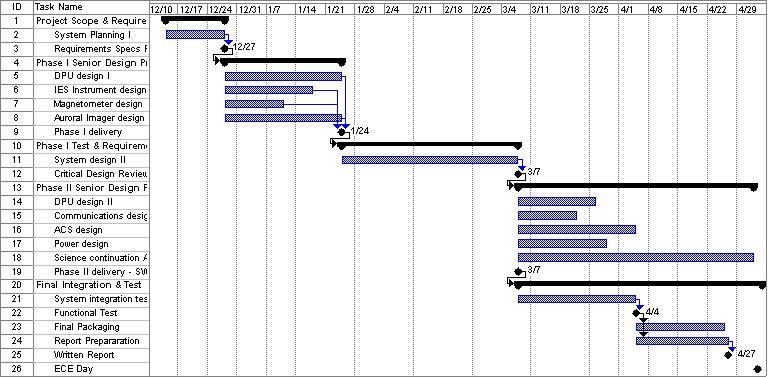 ID Task Name 12/10 12/17 12/24 12/31 1/7 1/14 1/21 1/28 2/4 2/11 2/18 2/25 3/4 3/11 3/18 3/25 4/1 4/8 4/15 4/22 4/29
1 Project Scope & Require
2 System Planning I
3 Requirements Specs F 12/27
4 Phase I Senior Design P
5 DPU design I
6 IES Instrument design
7 Magnetometer design
8 Auroral Imager design
9 Phase I delivery 1/24
10 Phase I Test & Requirem
11 System design II
12 Critical Design Review 3/7
13 Phase II Senior Design F
14 DPU design II
15 Communications desig
16 ACS design
17 Power design
18 Science continuation A
19 Phase II delivery - SW 3/7
20 Final Integration & Test
21 System integration tes
22 Functional Test 4/4
23 Final Packaging
24 Report Prepararation
25 Written Report 4/27
26 ECE Day